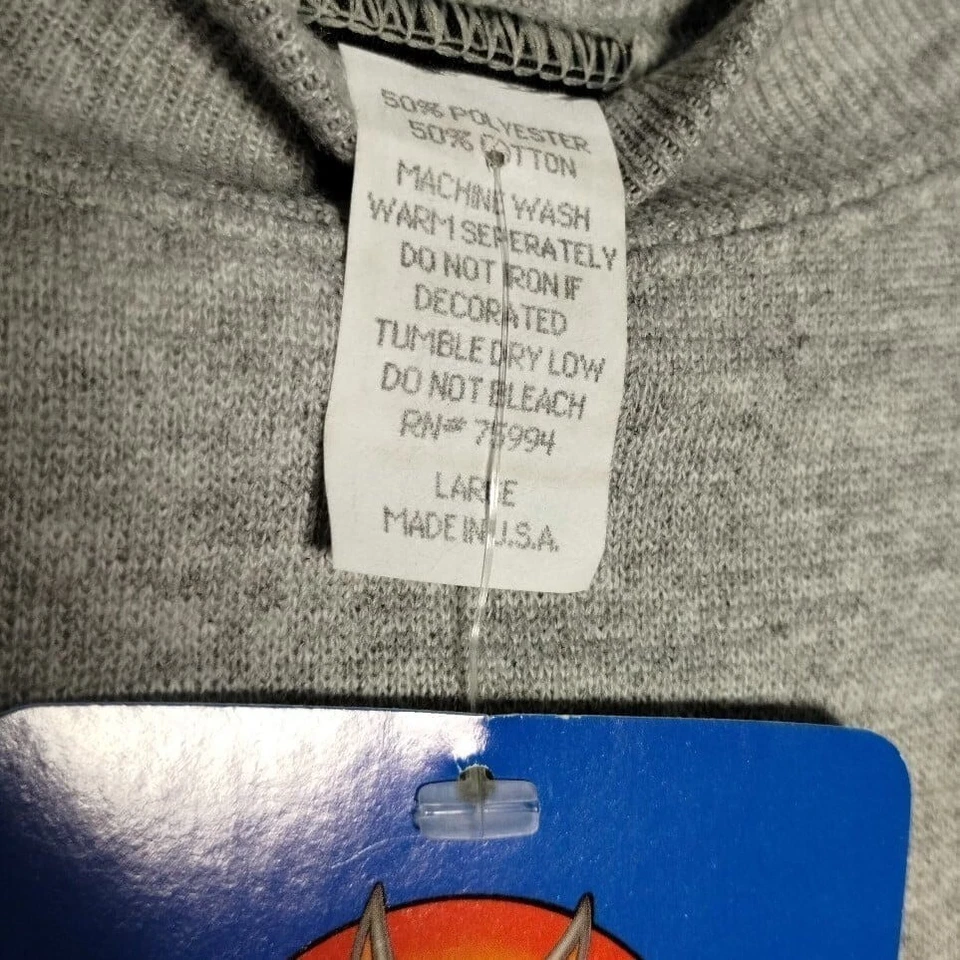 50% POLYESTER
50% COTTON
MACHINE WASH
WARM SEPERATELY
DO NOT IRON IF
DECORATED
TUMBLE DRY LOW
DO NOT BLEACH
RN# 75994
LARGE
MADE IN U.S.A.